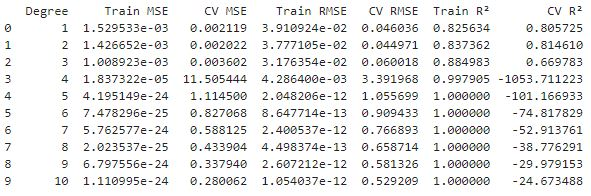 Degree Train MSE CV MSE Train RMSE CV RMSE Train R² CV R²
0 1 1.529533e-03 0.002119 3.910924e-02 0.046036 0.825634 0.805725
1 2 1.426653e-03 0.002022 3.777105e-02 0.044971 0.837362 0.814610
2 3 1.008923e-03 0.003602 3.176354e-02 0.060018 0.884983 0.669783
3 4 1.837322e-05 11.505444 4.286400e-03 3.391968 0.997905 -1053.711223
4 5 4.195149e-24 1.114500 2.048206e-12 1.055699 1.000000 -101.166933
5 6 7.478296e-25 0.827068 8.647714e-13 0.909433 1.000000 -74.817829
6 7 5.762577e-24 0.588125 2.400537e-12 0.766893 1.000000 -52.913761
7 8 2.023537e-25 0.433904 4.498374e-13 0.658714 1.000000 -38.776291
8 9 6.797556e-24 0.337940 2.607212e-12 0.581326 1.000000 -29.979153
9 10 1.110995e-24 0.280062 1.054037e-12 0.529209 1.000000 -24.673488